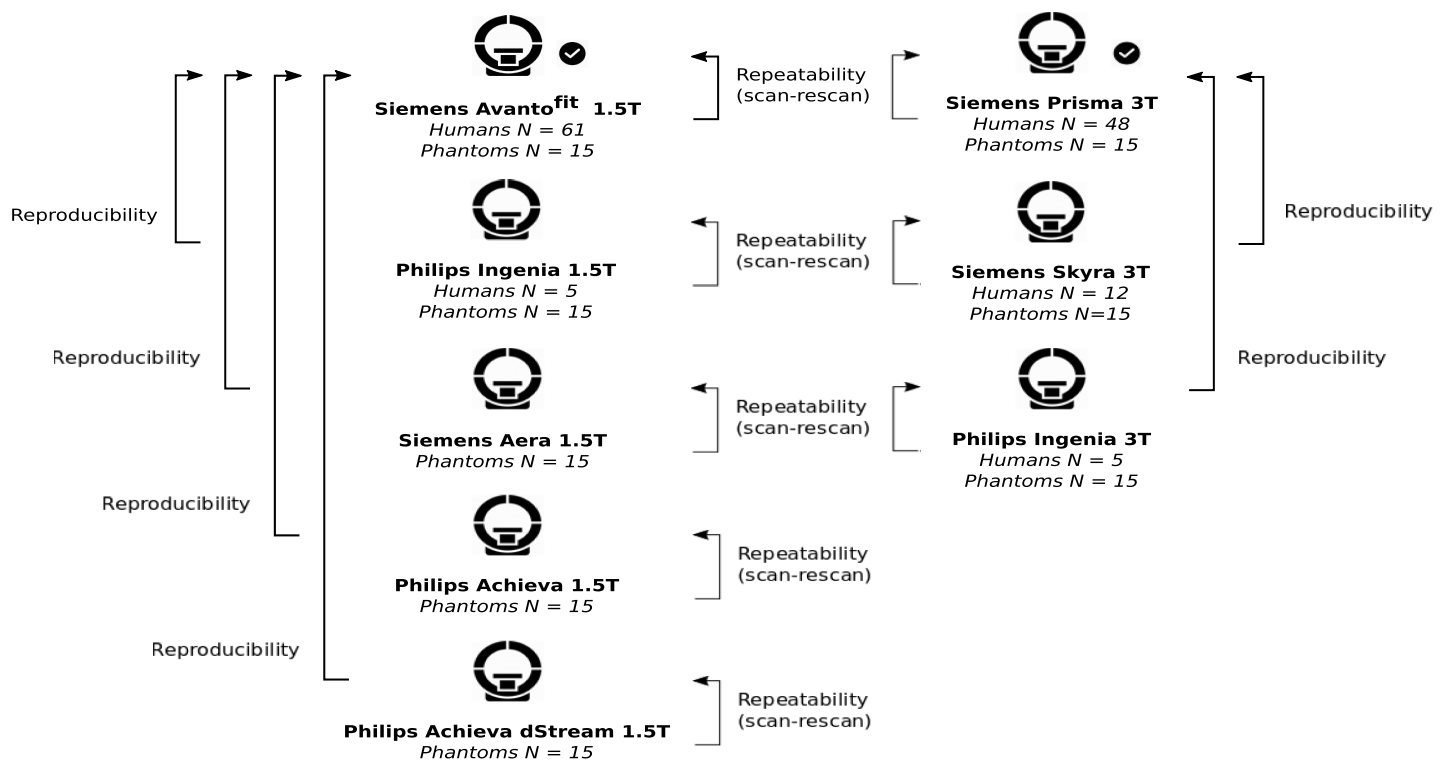 Siemens Avantofit 1.5T
Humans N = 61
Phantoms N = 15
Repeatability
(scan-rescan)
Siemens Prisma 3T
Humans N = 48
Phantoms N = 15
Reproducibility
Philips Ingenia 1.5T
Humans N = 5
Phantoms N = 15
Repeatability
(scan-rescan)
Siemens Skyra 3T
Humans N = 12
Phantoms N=15
Reproducibility
Reproducibility
Siemens Aera 1.5T
Phantoms N = 15
Repeatability
(scan-rescan)
Philips Ingenia 3T
Humans N = 5
Phantoms N = 15
Reproducibility
Reproducibility
Philips Achieva 1.5T
Phantoms N = 15
Repeatability
(scan-rescan)
Reproducibility
Philips Achieva dStream 1.5T
Phantoms N = 15
Repeatability
(scan-rescan)